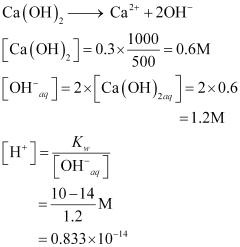 Ca(OH)₂ ⟶ Ca²⁺ + 2OH⁻
[Ca(OH)₂] = 0.3 × 1000/500 = 0.6M
[OH⁻aq] = 2 × [Ca(OH)₂aq] = 2 × 0.6
= 1.2M
[H⁺] = Kw/[OH⁻aq]
= 10−14/1.2 M
= 0.833×10⁻¹⁴